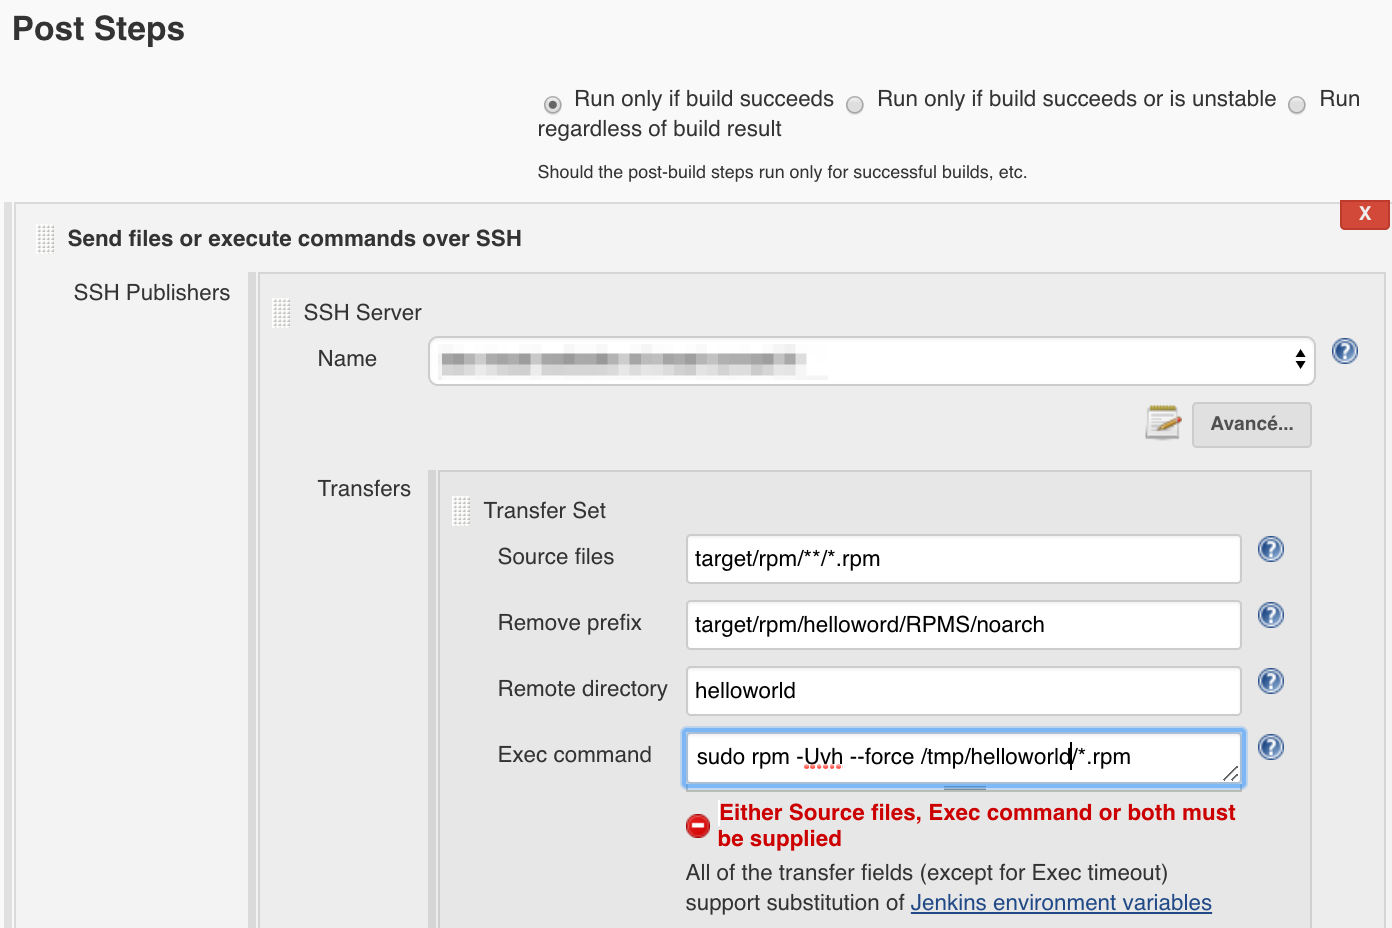 Post Steps
Run only if build succeeds Run only if build succeeds or is unstable Run
regardless of build result
Should the post-build steps run only for successful builds, etc.
X
Send files or execute commands over SSH
SSH Publishers
SSH Server
Name
Avancé...
Transfers
Transfer Set
Source files target/rpm/**/*.rpm
Remove prefix target/rpm/helloword/RPMS/noarch
Remote directory helloworld
Exec command sudo rpm -Uvh --force /tmp/helloworld/*.rpm
Either Source files, Exec command or both must
be supplied
All of the transfer fields (except for Exec timeout)
support substitution of Jenkins environment variables